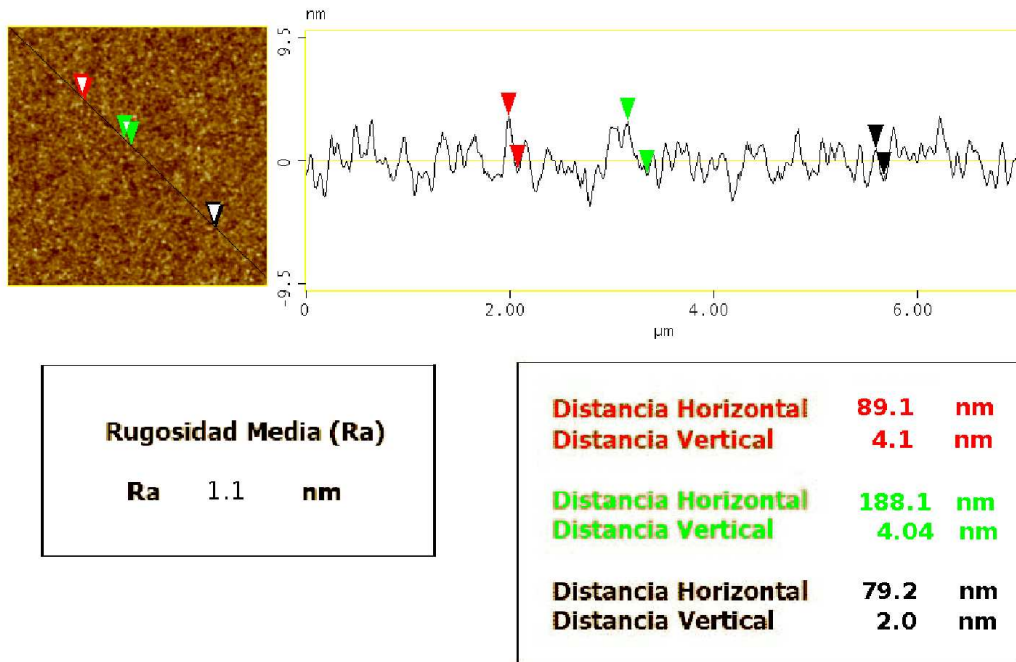 nm
9.5
0
-9.5
0 2.00 4.00 6.00
µm
Rugosidad Media (Ra)
Ra 1.1 nm
Distancia Horizontal 89.1 nm
Distancia Vertical 4.1 nm
Distancia Horizontal 188.1 nm
Distancia Vertical 4.04 nm
Distancia Horizontal 79.2 nm
Distancia Vertical 2.0 nm